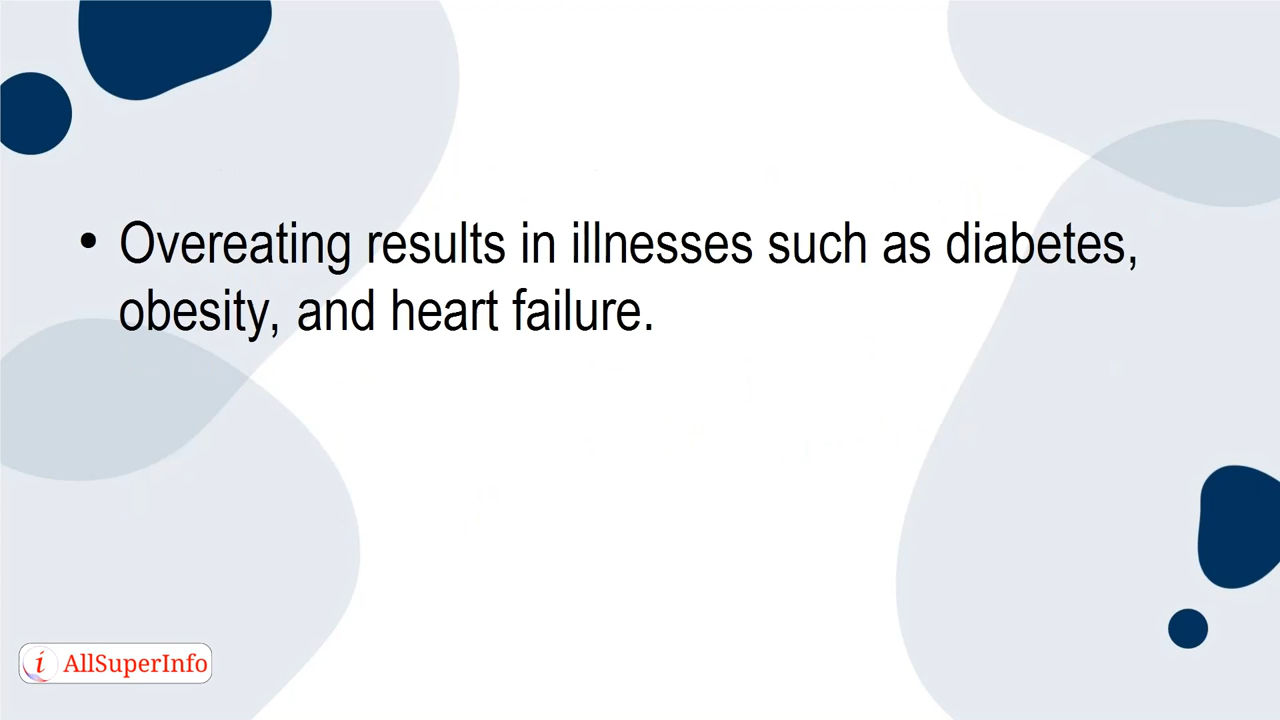 • Overeating results in illnesses such as diabetes,
obesity, and heart failure.
i AllSuperInfo